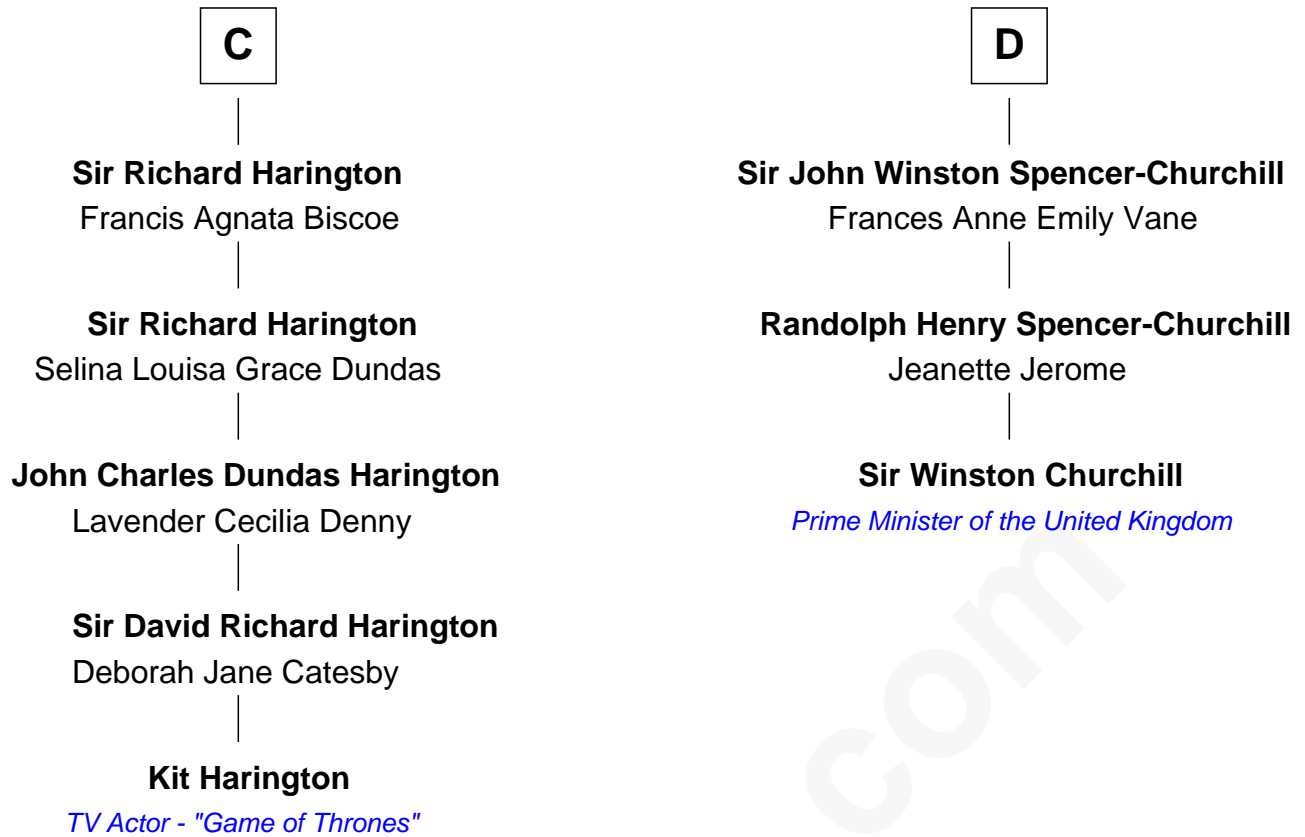 C
Sir Richard Harington
Francis Agnata Biscoe
Sir Richard Harington
Selina Louisa Grace Dundas
John Charles Dundas Harington
Lavender Cecilia Denny
Sir David Richard Harington
Deborah Jane Catesby
Kit Harington
TV Actor - "Game of Thrones"
D
Sir John Winston Spencer-Churchill
Frances Anne Emily Vane
Randolph Henry Spencer-Churchill
Jeanette Jerome
Sir Winston Churchill
Prime Minister of the United Kingdom
com